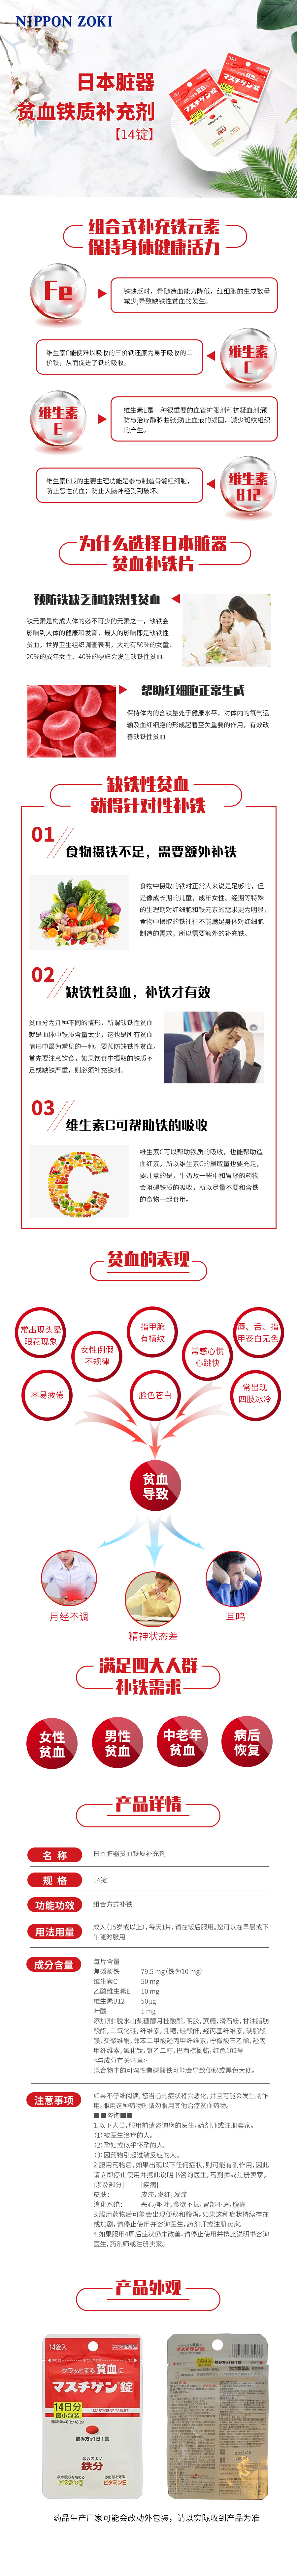 NIPPON ZOKI
日本脏器
贫血铁质补充剂
【14锭】
组合式补充铁元素
保持身体健康活力
Fe
铁缺乏时，骨髓造血能力降低，红细胞的生成数量
减少,导致缺铁性贫血的发生。
维生素C能使难以吸收的三价铁还原为易于吸收的二
价铁，从而促进了铁的吸收。
维生素
C
维生素
E
维生素E是一种很重要的血管扩张剂和抗凝血剂;预
防与治疗静脉曲张;防止血液的凝固，减少斑纹组织
的产生。
维生素B12的主要生理功能是参与制造骨髓红细胞，
防止恶性贫血；防止大脑神经受到破坏。
维生素
B12
为什么选择日本脏器
贫血补铁片
预防铁缺乏和缺铁性贫血
铁元素是构成人体的必不可少的元素之一，缺铁会
影响到人体的健康和发育，最大的影响即是缺铁性
贫血，世界卫生组织调查表明，大约有50%的女童、
20%的成年女性、40%的孕妇会发生缺铁性贫血。
帮助红细胞正常生成
保持体内的含铁量处于健康水平，对体内的氧气运
输及血红细胞的形成起着至关重要的作用，有效改
善缺铁性贫血
缺铁性贫血
就得针对性补铁
01
食物摄铁不足，需要额外补铁
食物中摄取的铁对正常人来说是足够的，但
是像成长期的儿童，成年女性、经期等特殊
的生理期对红细胞和铁元素的需求更为明显，
食物中摄取的铁往往不能满足身体对红细胞
制造的需求，所以需要额外的补充铁。
02
缺铁性贫血，补铁才有效
贫血分为几种不同的情形，所谓缺铁性贫血
就是血球中铁质含量太少，这也是所有贫血
情形中最为常见的一种。要预防缺铁性贫血，
首先要注意饮食，如果饮食中摄取的铁质不
足或缺铁严重，则必须补充铁剂。
03
维生素C可帮助铁的吸收
维生素C可以帮助铁质的吸收，也能帮助造
血红素，所以维生素C的摄取量也要充足，
要注意的是，牛奶及一些中和胃酸的药物
会阻碍铁质的吸收，所以尽量不要和含铁
的食物一起食用。
贫血的表现
常出现头晕
眼花现象
女性例假
不规律
指甲脆
有横纹
常感心慌
心跳快
唇、舌、指
甲苍白无色
容易疲倦
脸色苍白
常出现
四肢冰冷
贫血
导致
月经不调
精神状态差
耳鸣
满足四大人群
补铁需求
女性
贫血
男性
贫血
中老年
贫血
病后
恢复
产品详情
名 称
日本脏器贫血铁质补充剂
规 格
14锭
功能功效
组合方式补铁
用法用量
成人（15岁或以上），每天1片，请在饭后服用，您可以在早晨或下
午随时服用
成分含量
每片含量
焦磷酸铁 79.5 mg（铁为10 mg）
维生素C 50 mg
乙酸维生素E 10 mg
维生素B12 50μg
叶酸 1 mg
添加剂：脱水山梨糖醇月桂酸酯，明胶，蔗糖，滑石粉，甘油脂肪
酸酯，二氧化硅，纤维素，乳糖，硅酸酐，羟丙基纤维素，硬脂酸
镁，交聚维酮，邻苯二甲酸羟丙甲纤维素，柠檬酸三乙酯，羟丙
甲纤维素，氧化钛，聚乙二醇，巴西棕榈蜡，红色102号
<与成分有关注意>
混合物中的可溶性焦磷酸铁可能会导致便秘或黑色大便。
注意事项
如果不仔细阅读，您当前的症状将会恶化，并且可能会发生副作
用，服用这种药物时请勿服用其他治疗贫血药物。
■■咨询■■
1.以下人员，服用前请咨询您的医生，药剂师或注册卖家。
（1）被医生治疗的人。
（2）孕妇或似乎怀孕的人。
（3）因药物引起过敏反应的人。
2.服用药物后，如果出现以下任何症状，则可能有副作用，因此
请立即停止使用并携此说明书咨询医生，药剂师或注册卖家。
[涉及部分] [疾病]
皮肤： 皮疹，发红，发痒
消化系统： 恶心/呕吐，食欲不振，胃部不适，腹痛
3.服用药物后可能会出现便秘和腹泻，如果这种症状持续存在
或加剧，请停止使用并咨询医生，药剂师或注册卖家。
4.如果服用4周后症状仍未改善，请停止使用并携此说明书咨询
医生，药剂师或注册卖家。
产品外观
14錠入
クラッとする貧血に
マスチゲン錠
14日分
最小包装
MASTIGEN® TABLET
飲み方は1日1錠
吸収のよい
鉄分
ビタミンC
ビタミンE
药品生产厂家可能会改动外包装，请以实际收到产品为准